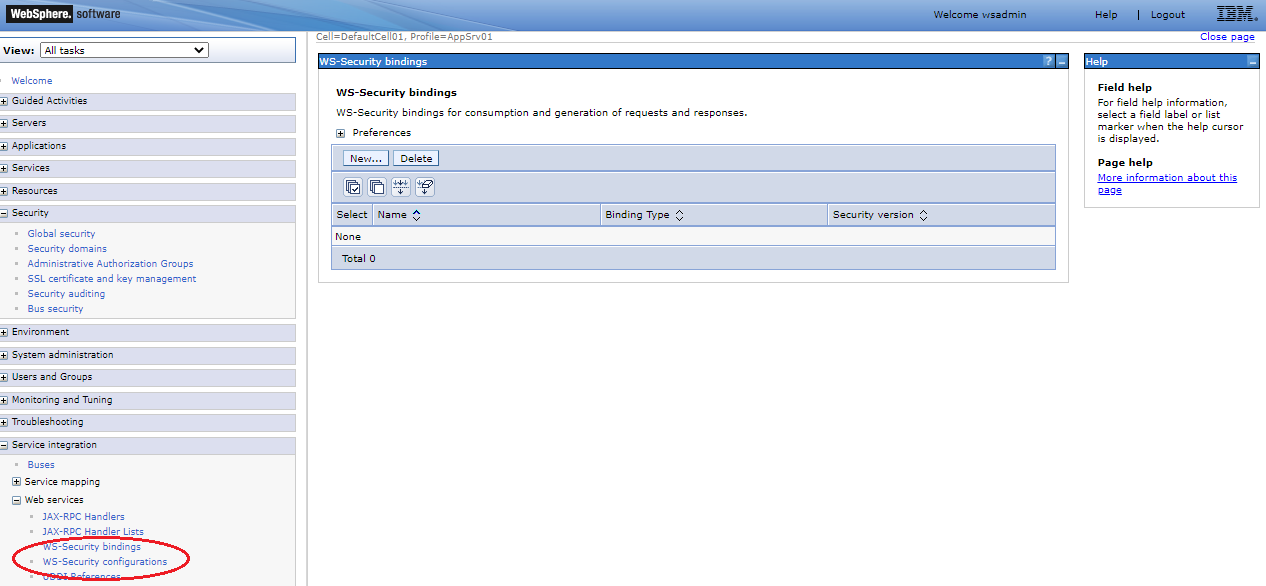 WebSphere. software
Welcome wsadmin
Help | Logout
IBM.
View: All tasks
Cell=DefaultCell01, Profile=AppSrv01
Close page
Welcome
Guided Activities
Servers
Applications
Services
Resources
Security
Global security
Security domains
Administrative Authorization Groups
SSL certificate and key management
Security auditing
Bus security
Environment
System administration
Users and Groups
Monitoring and Tuning
Troubleshooting
Service integration
Buses
Service mapping
Web services
JAX-RPC Handlers
JAX-RPC Handler Lists
WS-Security bindings
WS-Security configurations
UDDI References
WS-Security bindings
? 
WS-Security bindings
WS-Security bindings for consumption and generation of requests and responses.
Preferences
New... Delete
Select Name Binding Type Security version
None
Total 0
Help
Field help
For field help information,
select a field label or list
marker when the help cursor
is displayed.
Page help
More information about this
page